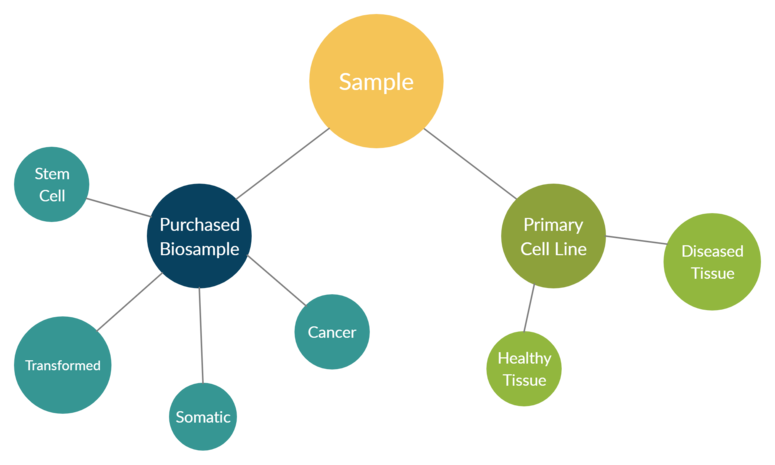 Sample
Stem
Cell
Purchased
Biosample
Primary
Cell Line
Diseased
Tissue
Cancer
Transformed
Healthy
Tissue
Somatic